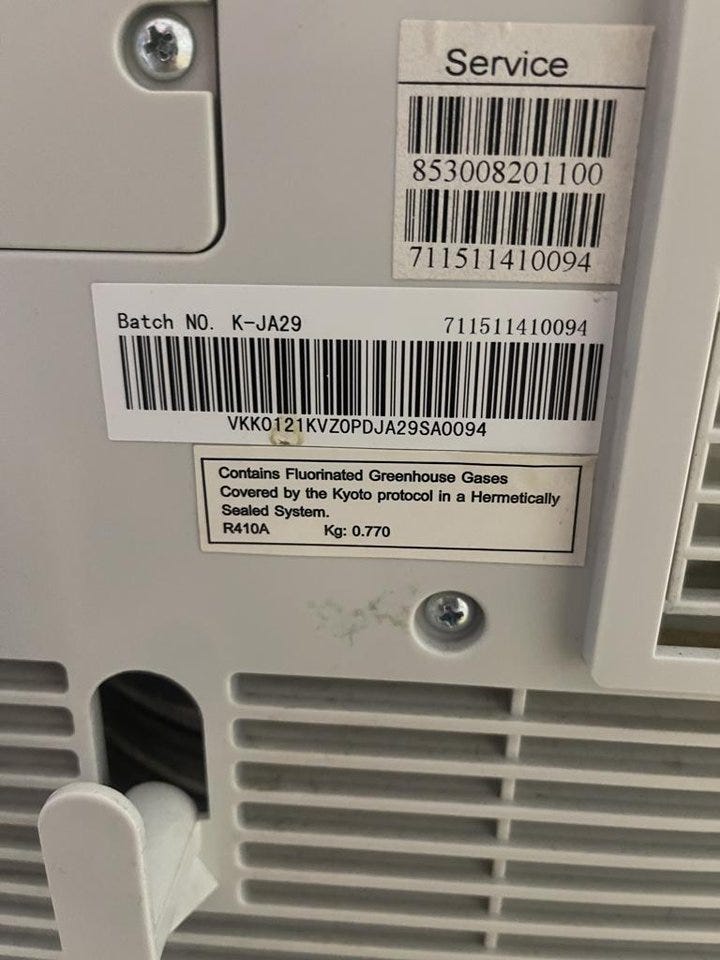 Service
853008201100
711511410094
Batch NO. K-JA29 711511410094
VKK0121KVZ0PDJA29SA0094
Contains Fluorinated Greenhouse Gases
Covered by the Kyoto protocol in a Hermetically
Sealed System.
R410A Kg: 0.770